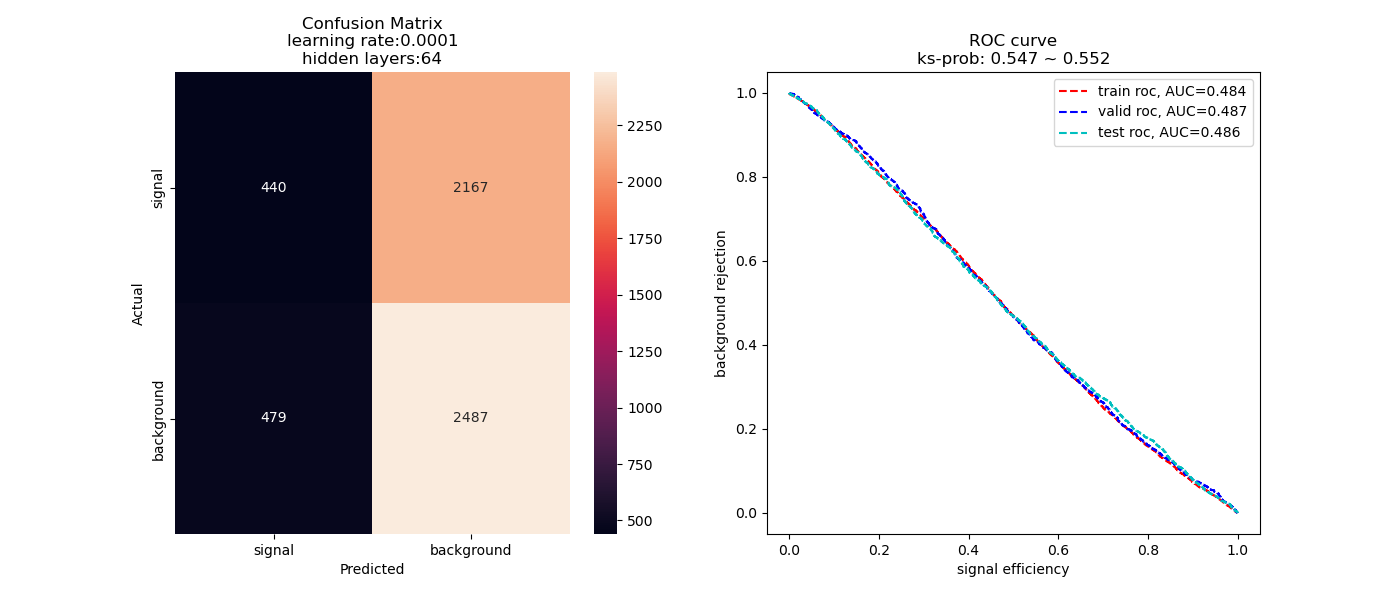 Confusion Matrix
learning rate:0.0001
hidden layers:64
signal
background
Actual
440
2167
479
2487
signal
background
Predicted
2250
2000
1750
1500
1250
1000
750
500
ROC curve
ks-prob: 0.547 ~ 0.552
train roc, AUC=0.484
valid roc, AUC=0.487
test roc, AUC=0.486
background rejection
1.0
0.8
0.6
0.4
0.2
0.0
0.0
0.2
0.4
0.6
0.8
1.0
signal efficiency